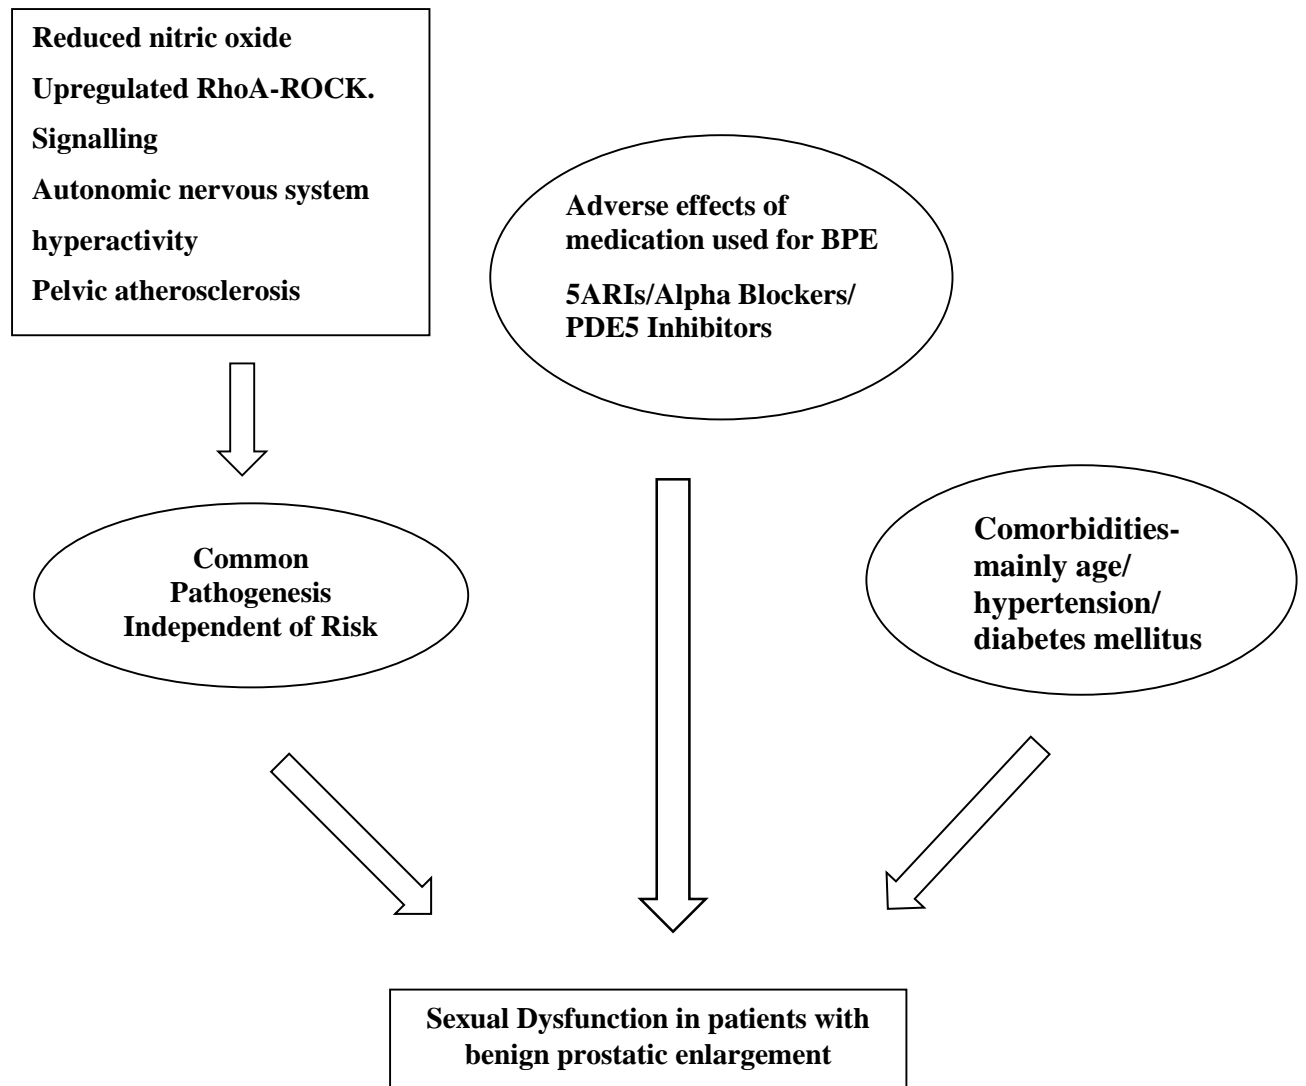 Reduced nitric oxide
Upregulated RhoA-ROCK.
Signalling
Autonomic nervous system
hyperactivity
Pelvic atherosclerosis
Adverse effects of
medication used for BPE
5ARIs/Alpha Blockers/
PDE5 Inhibitors
Common
Pathogenesis
Independent of Risk
Comorbidities-
mainly age/
hypertension/
diabetes mellitus
Sexual Dysfunction in patients with
benign prostatic enlargement